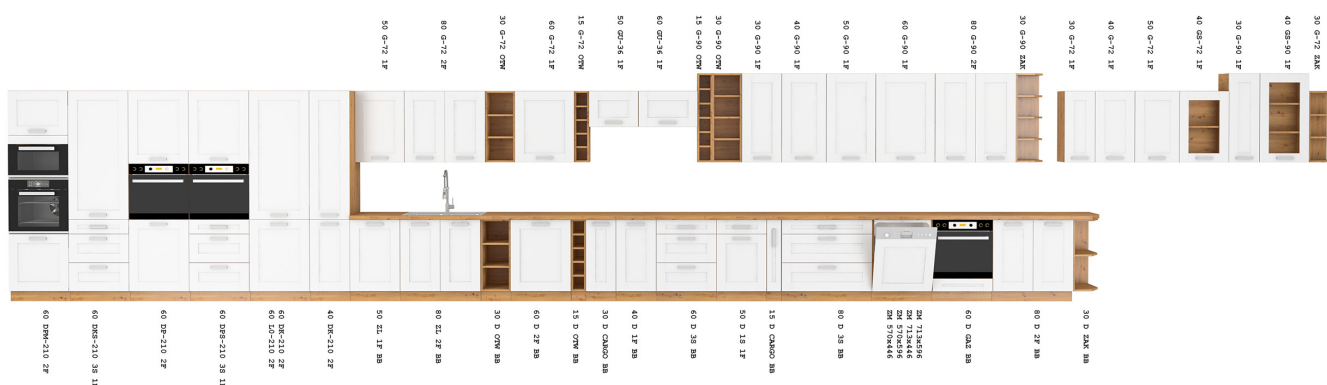 50 G-72 1F
80 G-72 2F
30 G-72 OTW
60 G-72 1F
15 G-72 OTW
50 GU-36 1F
60 GU-36 1F
15 G-90 OTW
30 G-90 OTW
30 G-90 1F
40 G-90 1F
50 G-90 1F
60 G-90 1F
80 G-90 2F
30 G-90 ZAK
30 G-72 1F
40 G-72 1F
50 G-72 1F
40 GS-72 1F
30 G-90 1F
40 GS-90 1F
30 G-72 ZAK
60 DPM-210 2F
60 DKS-210 3S 1F
60 DP-210 2F
60 DPS-210 3S 1F
60 DK-210 2F
60 LO-210 2F
40 DK-210 2F
50 ZL 1F BB
80 ZL 2F BB
30 D OTW BB
60 D 2F BB
15 D OTW BB
30 D CARGO BB
40 D 1F BB
60 D 3S BB
50 D 1S 1F
15 D CARGO BB
80 D 3S BB
ZM 713x596
ZM 713x446
ZM 570x596
ZM 570x446
60 D GAZ BB
80 D 2F BB
30 D ZAK BB